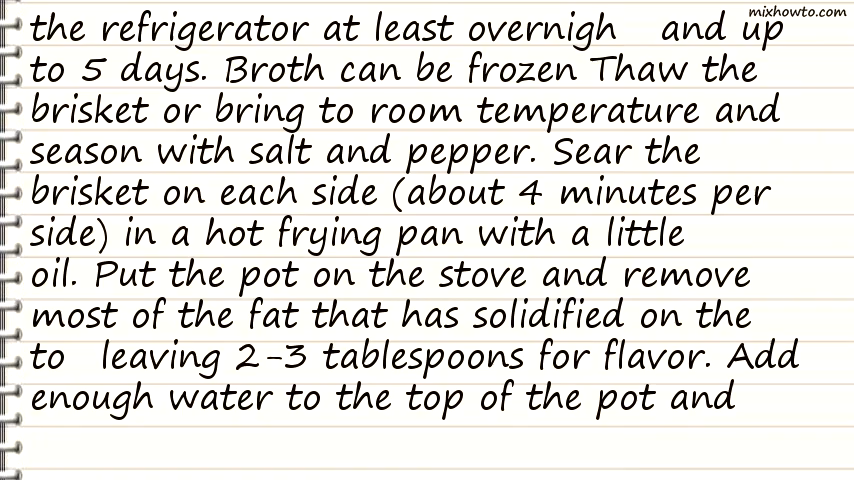 mixhowto.com
the refrigerator at least overnigh   and up
to 5 days. Broth can be frozen Thaw the
brisket or bring to room temperature and
season with salt and pepper. Sear the
brisket on each side (about 4 minutes per
side) in a hot frying pan with a little
oil. Put the pot on the stove and remove
most of the fat that has solidified on the
to   leaving 2-3 tablespoons for flavor. Add
enough water to the top of the pot and